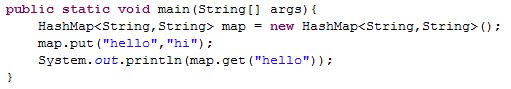 public static void main(String[] args){
    HashMap<String,String> map = new HashMap<String,String>();
    map.put("hello","hi");
    System.out.println(map.get("hello"));
}